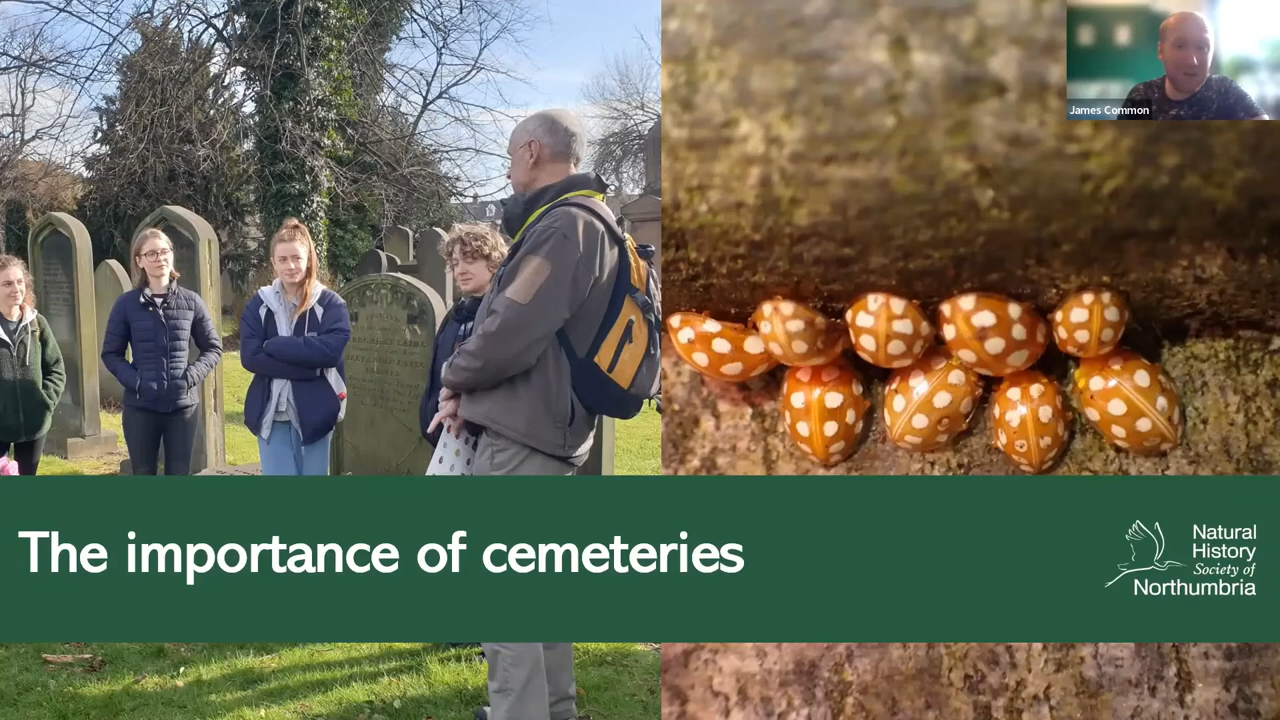 James Common
The importance of cemeteries
Natural
History
Society of
Northumbria